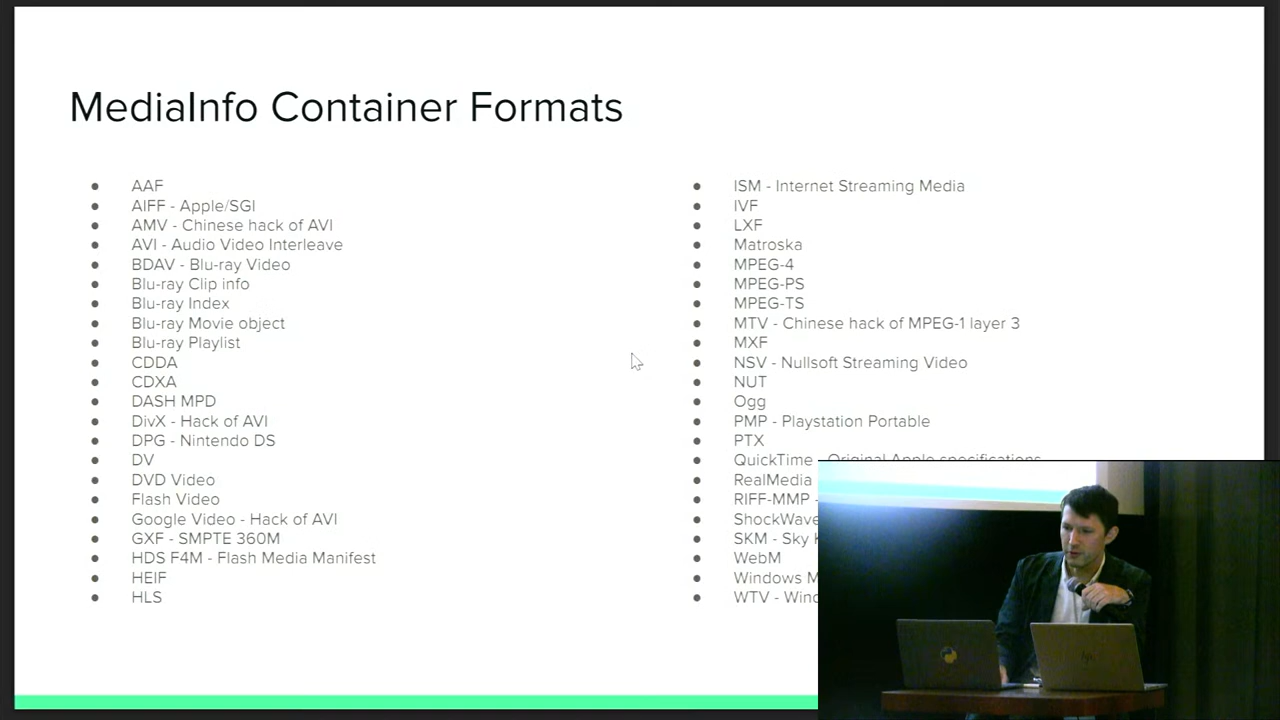 MediaInfo Container Formats
AAF
AIFF - Apple/SGI
AMV - Chinese hack of AVI
AVI - Audio Video Interleave
BDAV - Blu-ray Video
Blu-ray Clip info
Blu-ray Index
Blu-ray Movie object
Blu-ray Playlist
CDDA
CDXA
DASH MPD
DivX - Hack of AVI
DPG - Nintendo DS
DV
DVD Video
Flash Video
Google Video - Hack of AVI
GXF - SMPTE 360M
HDS F4M - Flash Media Manifest
HEIF
HLS
ISM - Internet Streaming Media
IVF
LXF
Matroska
MPEG-4
MPEG-PS
MPEG-TS
MTV - Chinese hack of MPEG-1 layer 3
MXF
NSV - Nullsoft Streaming Video
NUT
Ogg
PMP - Playstation Portable
PTX
QuickTime - Original Apple specifications
RealMedia
RIFF-MMP -
ShockWave
SKM - Sky
WebM
Windows
WTV -